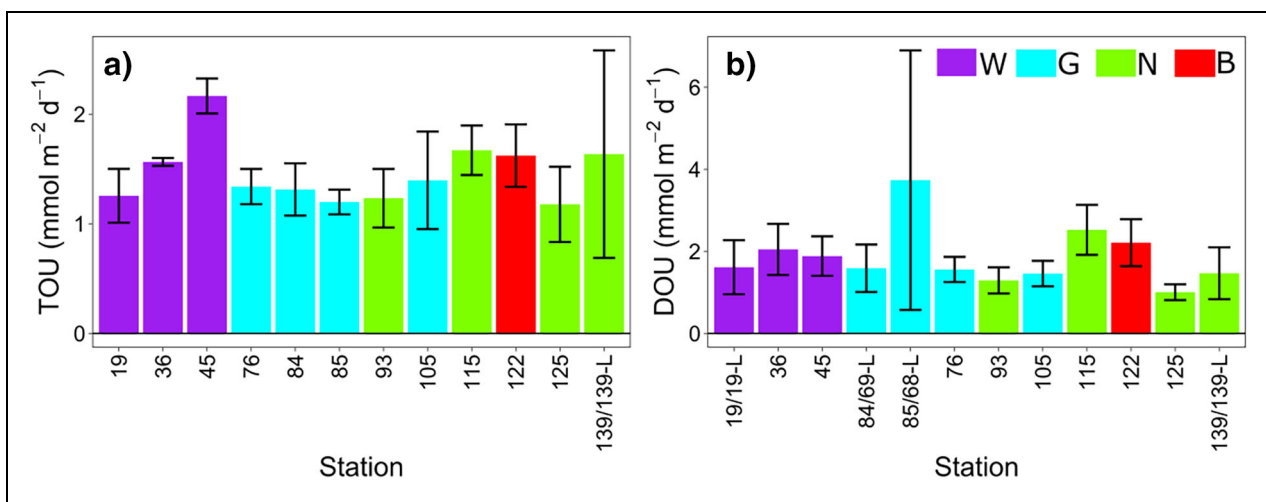 a)
TOU (mmol m⁻² d⁻¹)
2
1
0
19 36 45 76 84 85 93 105 115 122 125 139/139-L
Station
b)
W G N B
DOU (mmol m⁻² d⁻¹)
6
4
2
0
19/19-L 36 45 84/69-L 85/68-L 76 93 105 115 122 125 139/139-L
Station